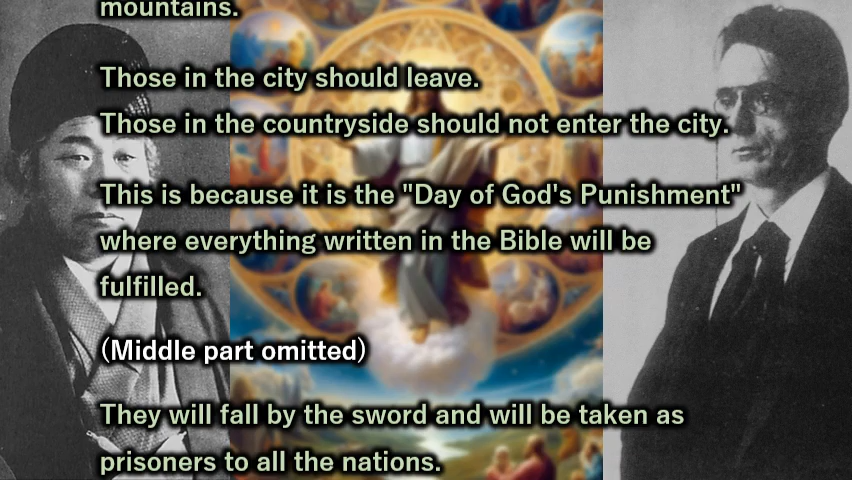 mountains.
Those in the city should leave.
Those in the countryside should not enter the city.
This is because it is the "Day of God's Punishment"
where everything written in the Bible will be
fulfilled.
(Middle part omitted)
They will fall by the sword and will be taken as
prisoners to all the nations.